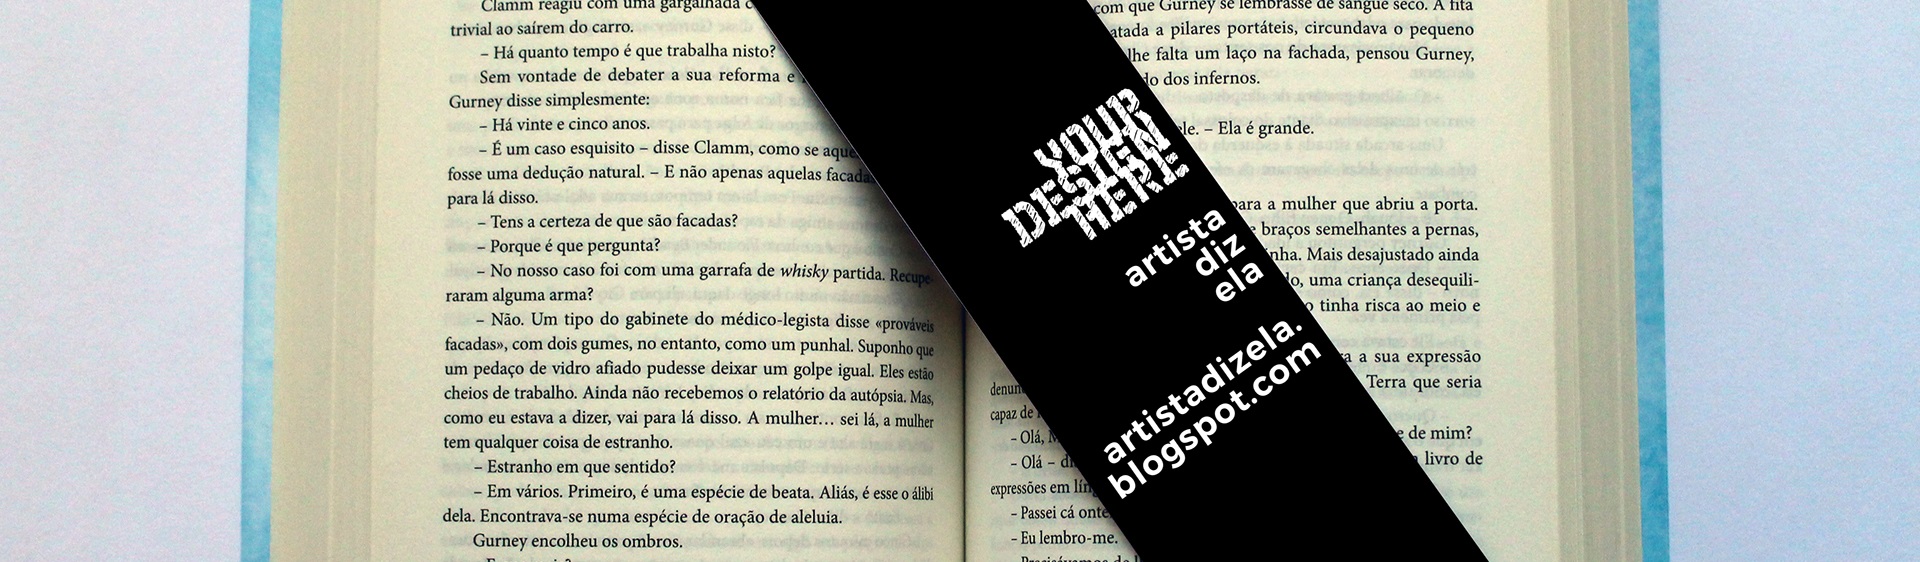 Clamm reagiu com uma gargalhada
trivial ao saírem do carro.
– Há quanto tempo é que trabalha nisto?
Sem vontade de debater a sua reforma e
Gurney disse simplesmente:
– Há vinte e cinco anos.
– É um caso esquisito – disse Clamm, como se
fosse uma dedução natural. – E não apenas aquelas
para lá disso.
– Tens a certeza de que são facadas?
– Porque é que pergunta?
– No nosso caso foi com uma garrafa de whisky partida. Recupe-
raram alguma arma?
– Não. Um tipo do gabinete do médico-legista disse «prováveis
facadas», com dois gumes, no entanto, como um punhal. Suponho que
um pedaço de vidro afiado pudesse deixar um golpe igual. Eles estão
cheios de trabalho. Ainda não recebemos o relatório da autópsia. Mas,
como eu estava a dizer, vai para lá disso. A mulher… sei lá, a mulher
tem qualquer coisa de estranho.
– Estranho em que sentido?
– Em vários. Primeiro, é uma espécie de beata. Aliás, é esse o álibi
dela. Encontrava-se numa espécie de oração de aleluia.
Gurney encolheu os ombros.
YOUR
DESIGN
HERE
artista
diz
ela
artistadizela.
blogspot.com
com que Gurney se lembrasse de sangue seco. A fita
a pilares portáteis, circundava o pequeno
lhe falta um laço na fachada, pensou Gurney,
dos infernos.
– Ela é grande.
para a mulher que abriu a porta.
braços semelhantes a pernas,
Mais desajustado ainda
uma criança desequili-
tinha risca ao meio e
a sua expressão
Terra que seria
capaz de
– Olá,
e de mim?
– Olá –
livro de
expressões em
– Passei cá
– Eu lembro-me.